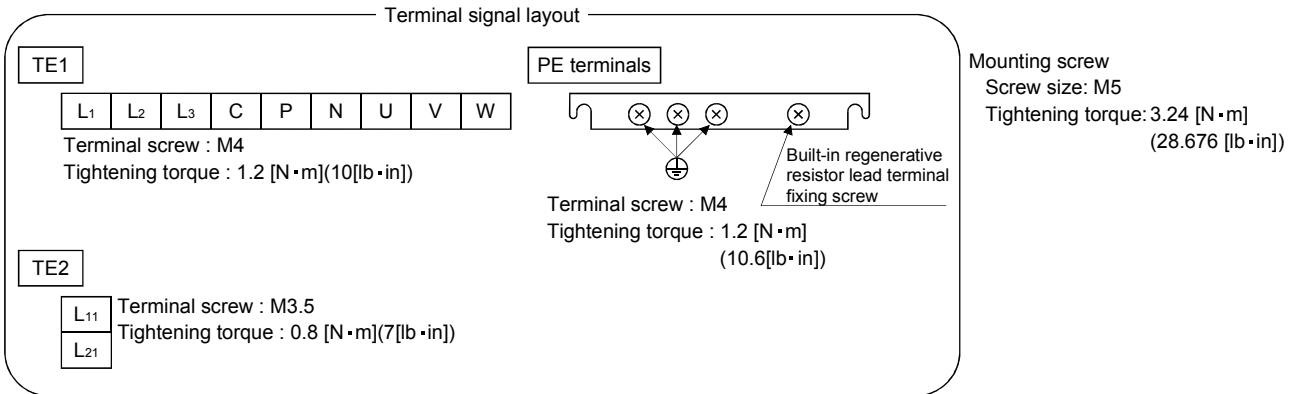 Terminal signal layout
TE1
L1 L2 L3 C P N U V W
Terminal screw : M4
Tightening torque : 1.2 [N▪m](10[lb▪in])
PE terminals
Built-in regenerative
resistor lead terminal
fixing screw
Terminal screw : M4
Tightening torque : 1.2 [N▪m]
(10.6[lb▪in])
TE2
L11
L21
Terminal screw : M3.5
Tightening torque : 0.8 [N▪m](7[lb▪in])
Mounting screw
Screw size: M5
Tightening torque: 3.24 [N▪m]
(28.676 [lb▪in])